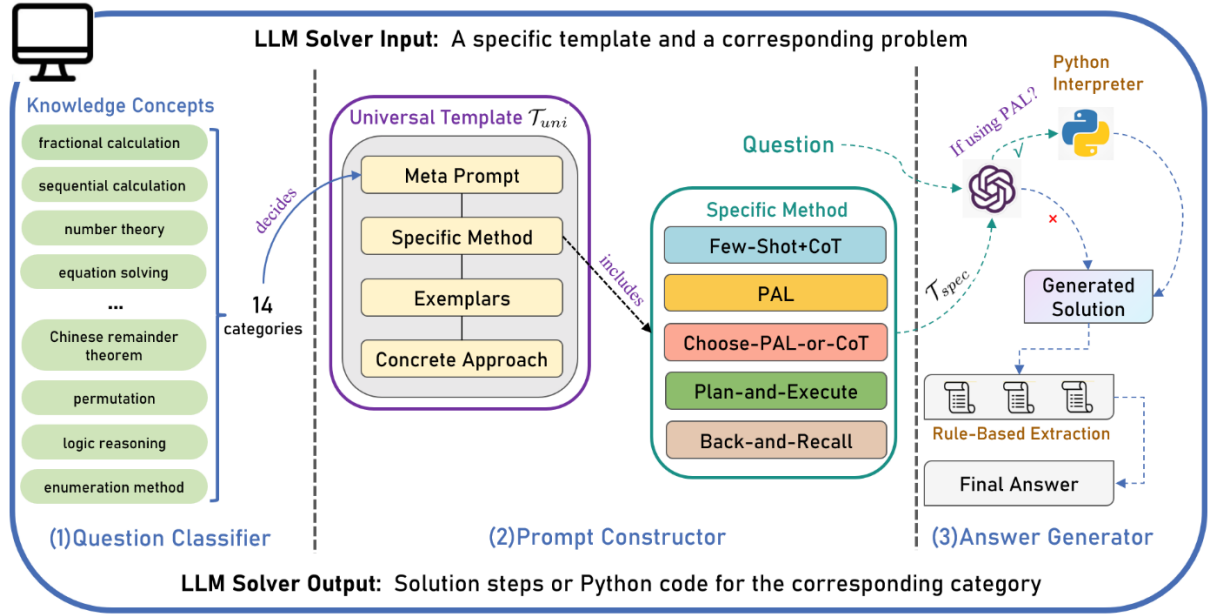 LLM Solver Input: A specific template and a corresponding problem
Knowledge Concepts
fractional calculation
sequential calculation
number theory
equation solving
...
Chinese remainder
theorem
permutation
logic reasoning
enumeration method
14
categories
(1)Question Classifier
decides
Universal Template 𝒯uni
Meta Prompt
Specific Method
Exemplars
Concrete Approach
includes
Question
Specific Method
Few-Shot+CoT
PAL
Choose-PAL-or-CoT
Plan-and-Execute
Back-and-Recall
𝒯spec
(2)Prompt Constructor
Python
Interpreter
If using PAL?
√
×
Generated
Solution
Rule-Based Extraction
Final Answer
(3)Answer Generator
LLM Solver Output: Solution steps or Python code for the corresponding category